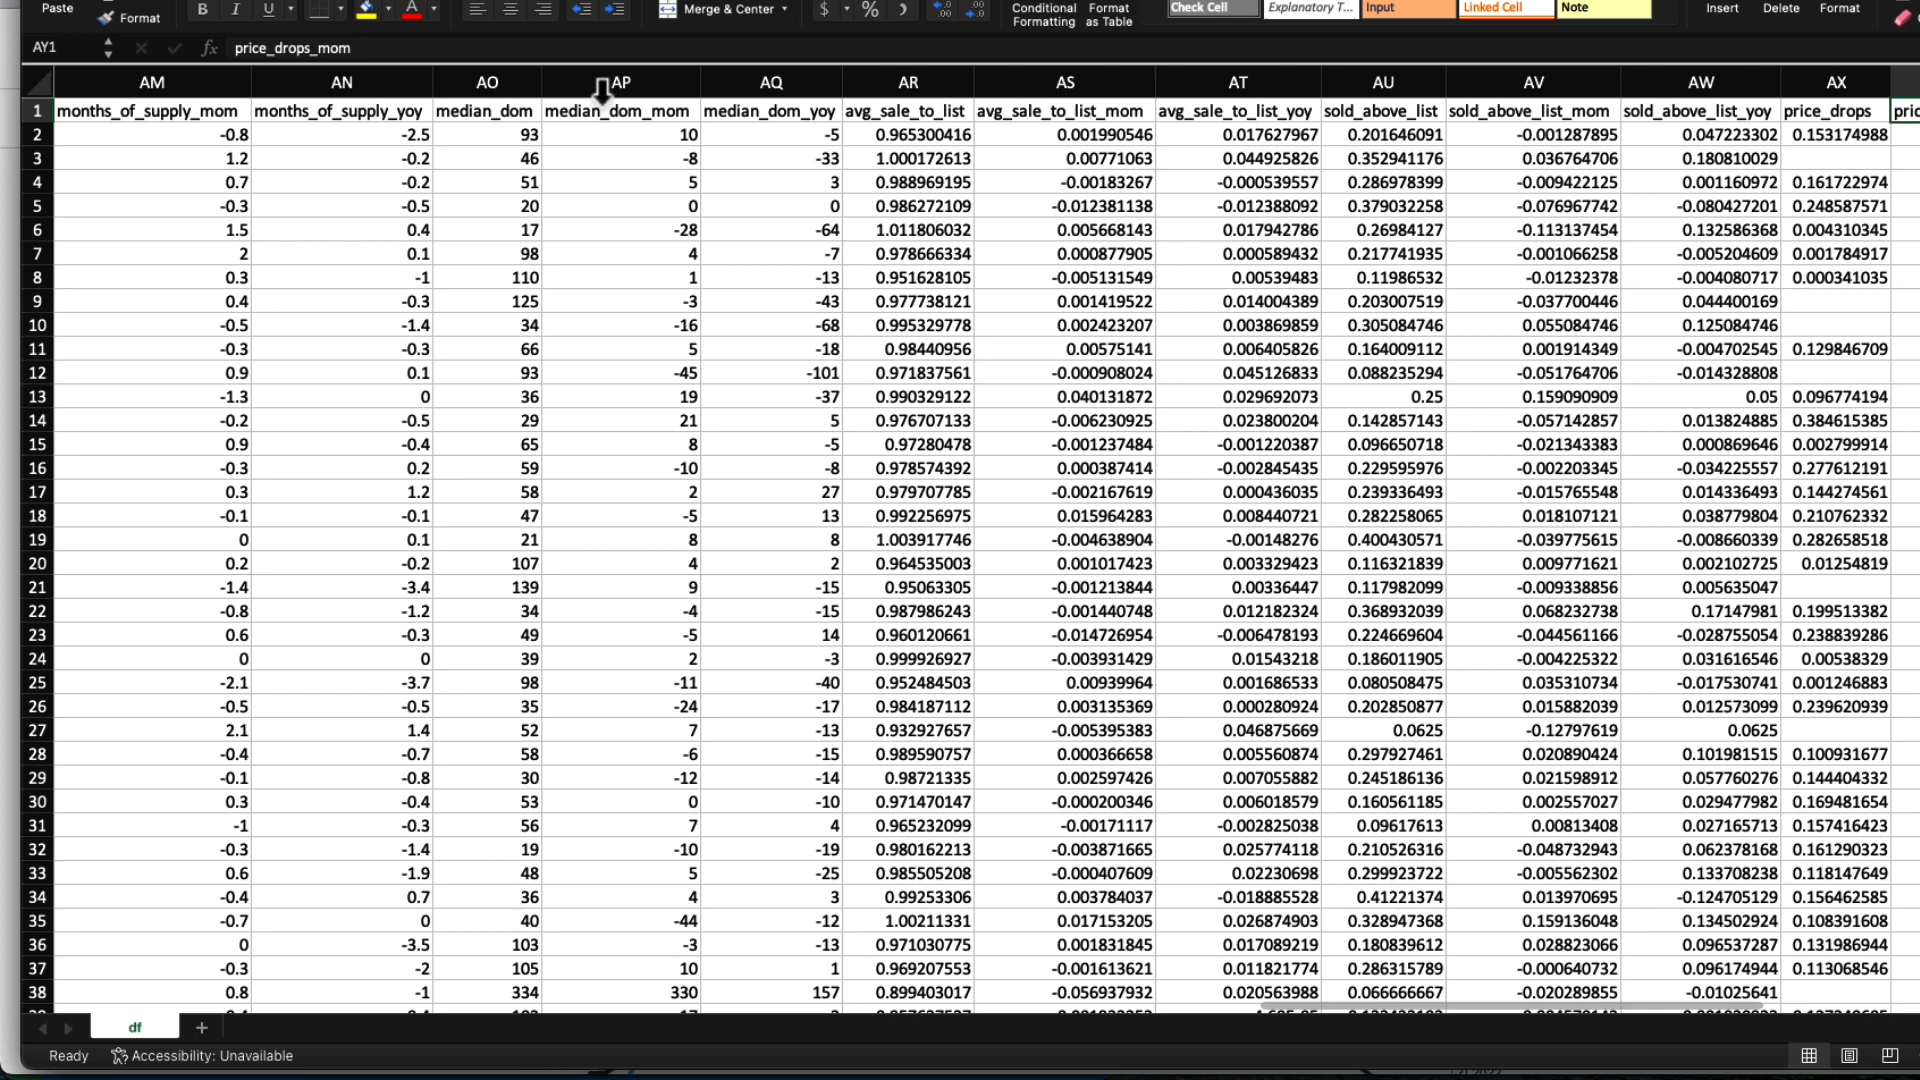 Paste Format B I U A Merge & Center $ % Conditional Formatting Format as Table Check Cell Explanatory T... Input Linked Cell Note Insert Delete Format
AY1 fx price_drops_mom
AM AN AO AP AQ AR AS AT AU AV AW AX
1 months_of_supply_mom months_of_supply_yoy median_dom median_dom_mom median_dom_yoy avg_sale_to_list avg_sale_to_list_mom avg_sale_to_list_yoy sold_above_list sold_above_list_mom sold_above_list_yoy price_drops pric
2 -0.8 -2.5 93 10 -5 0.965300416 0.001990546 0.017627967 0.201646091 -0.001287895 0.047223302 0.153174988
3 1.2 -0.2 46 -8 -33 1.000172613 0.00771063 0.044925826 0.352941176 0.036764706 0.180810029
4 0.7 -0.2 51 5 3 0.988969195 -0.00183267 -0.000539557 0.286978399 -0.009422125 0.001160972 0.161722974
5 -0.3 -0.5 20 0 0 0.986272109 -0.012381138 -0.012388092 0.379032258 -0.076967742 -0.080427201 0.248587571
6 1.5 0.4 17 -28 -64 1.011806032 0.005668143 0.017942786 0.26984127 -0.113137454 0.132586368 0.004310345
7 2 0.1 98 4 -7 0.978666334 0.000877905 0.000589432 0.217741935 -0.001066258 -0.005204609 0.001784917
8 0.3 -1 110 1 -13 0.951628105 -0.005131549 0.00539483 0.11986532 -0.01232378 -0.004080717 0.000341035
9 0.4 -0.3 125 -3 -43 0.977738121 0.001419522 0.014004389 0.203007519 -0.037700446 0.044400169
10 -0.5 -1.4 34 -16 -68 0.995329778 0.002423207 0.003869859 0.305084746 0.055084746 0.125084746
11 -0.3 -0.3 66 5 -18 0.98440956 0.00575141 0.006405826 0.164009112 0.001914349 -0.004702545 0.129846709
12 0.9 0.1 93 -45 -101 0.971837561 -0.000908024 0.045126833 0.088235294 -0.051764706 -0.014328808
13 -1.3 0 36 19 -37 0.990329122 0.040131872 0.029692073 0.25 0.159090909 0.05 0.096774194
14 -0.2 -0.5 29 21 5 0.976707133 -0.006230925 0.023800204 0.142857143 -0.057142857 0.013824885 0.384615385
15 0.9 -0.4 65 8 -5 0.97280478 -0.001237484 -0.001220387 0.096650718 -0.021343383 0.000869646 0.002799914
16 -0.3 0.2 59 -10 -8 0.978574392 0.000387414 -0.002845435 0.229595976 -0.002203345 -0.034225557 0.277612191
17 0.3 1.2 58 2 27 0.979707785 -0.002167619 0.000436035 0.239336493 -0.015765548 0.014336493 0.144274561
18 -0.1 -0.1 47 -5 13 0.992256975 0.015964283 0.008440721 0.282258065 0.018107121 0.038779804 0.210762332
19 0 0.1 21 8 8 1.003917746 -0.004638904 -0.00148276 0.400430571 -0.039775615 -0.008660339 0.282658518
20 0.2 -0.2 107 4 2 0.964535003 0.001017423 0.003329423 0.116321839 0.009771621 0.002102725 0.01254819
21 -1.4 -3.4 139 9 -15 0.95063305 -0.001213844 0.00336447 0.117982099 -0.009338856 0.005635047
22 -0.8 -1.2 34 -4 -15 0.987986243 -0.001440748 0.012182324 0.368932039 0.068232738 0.17147981 0.199513382
23 0.6 -0.3 49 -5 14 0.960120661 -0.014726954 -0.006478193 0.224669604 -0.044561166 -0.028755054 0.238839286
24 0 0 39 2 -3 0.999926927 -0.003931429 0.01543218 0.186011905 -0.004225322 0.031616546 0.00538329
25 -2.1 -3.7 98 -11 -40 0.952484503 0.00939964 0.001686533 0.080508475 0.035310734 -0.017530741 0.001246883
26 -0.5 -0.5 35 -24 -17 0.984187112 0.003135369 0.000280924 0.202850877 0.015882039 0.012573099 0.239620939
27 2.1 1.4 52 7 -13 0.932927657 -0.005395383 0.046875669 0.0625 -0.12797619 0.0625
28 -0.4 -0.7 58 -6 -15 0.989590757 0.000366658 0.005560874 0.297927461 0.020890424 0.101981515 0.100931677
29 -0.1 -0.8 30 -12 -14 0.98721335 0.002597426 0.007055882 0.245186136 0.021598912 0.057760276 0.144404332
30 0.3 -0.4 53 0 -10 0.971470147 -0.000200346 0.006018579 0.160561185 0.002557027 0.029477982 0.169481654
31 -1 -0.3 56 7 4 0.965232099 -0.00171117 -0.002825038 0.09617613 0.00813408 0.027165713 0.157416423
32 -0.3 -1.4 19 -10 -19 0.980162213 -0.003871665 0.025774118 0.210526316 -0.048732943 0.062378168 0.161290323
33 0.6 -1.9 48 5 -25 0.985505208 -0.000407609 0.02230698 0.299923722 -0.005562302 0.133708238 0.118147649
34 -0.4 0.7 36 4 3 0.99253306 0.003784037 -0.018885528 0.41221374 0.013970695 -0.124705129 0.156462585
35 -0.7 0 40 -44 -12 1.00211331 0.017153205 0.026874903 0.328947368 0.159136048 0.134502924 0.108391608
36 0 -3.5 103 -3 -13 0.971030775 0.001831845 0.017089219 0.180839612 0.028823066 0.096537287 0.131986944
37 -0.3 -2 105 10 1 0.969207553 -0.001613621 0.011821774 0.286315789 -0.000640732 0.096174944 0.113068546
38 0.8 -1 334 330 157 0.899403017 -0.056937932 0.020563988 0.066666667 -0.020289855 -0.01025641
df +
Ready Accessibility: Unavailable